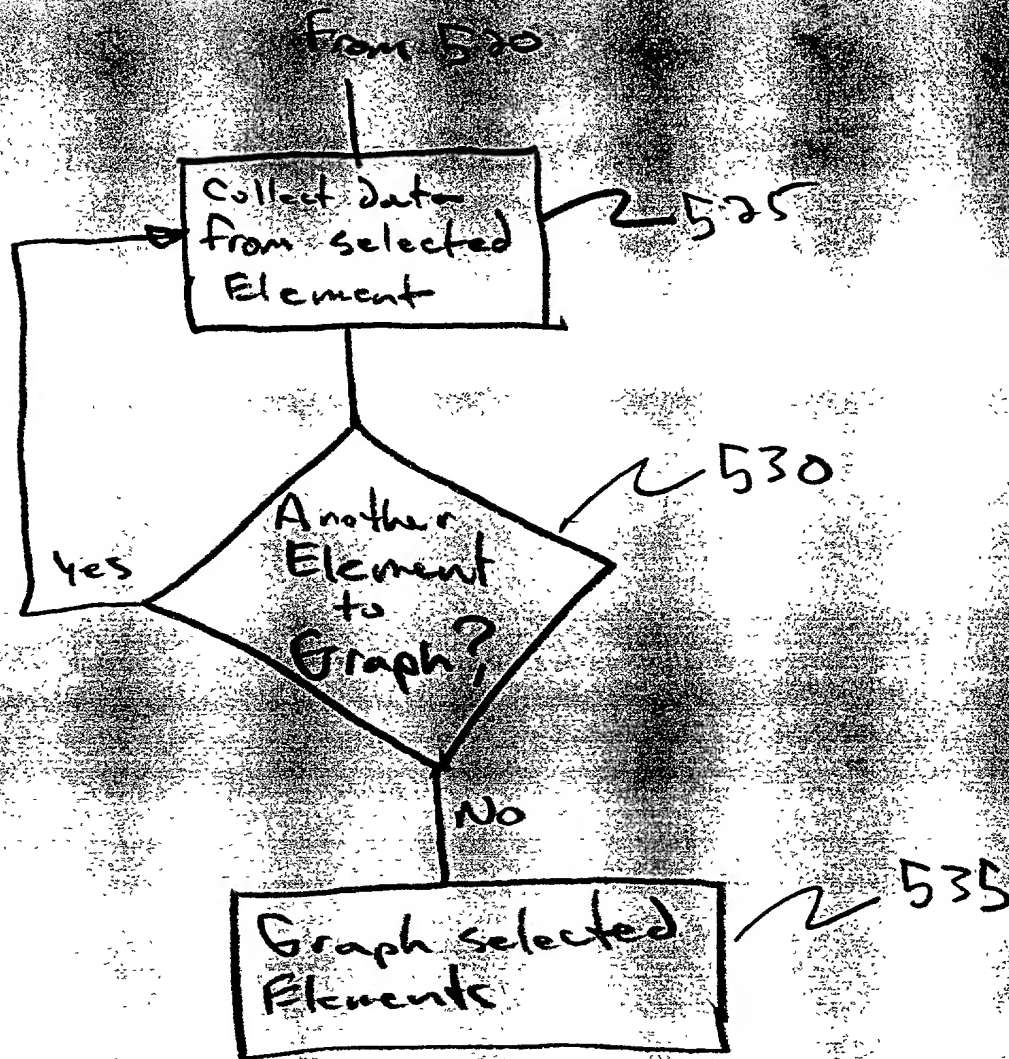 From 520
Collect Data
from selected
Element
525
530
Another
Element
to
Graph?
Yes
No
535
Graph selected
Elements